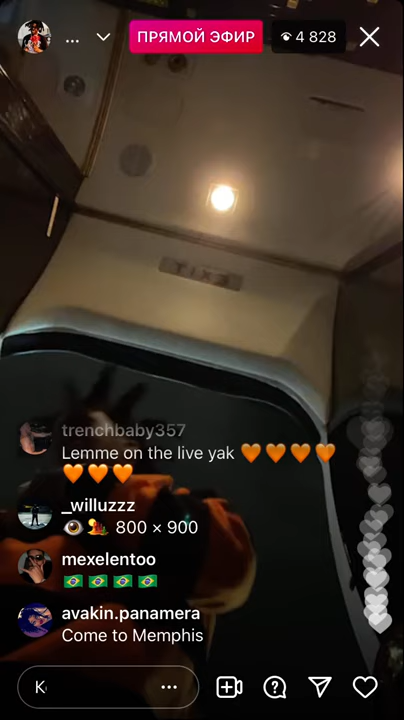 ... ПРЯМОЙ ЭФИР 4 828
EXIT
trenchbaby357
Lemme on the live yak 🧡🧡🧡🧡
🧡🧡🧡
_willuzzz
800 × 900
mexelentoo
🇧🇷 🇧🇷 🇧🇷 🇧🇷
avakin.panamera
Come to Memphis